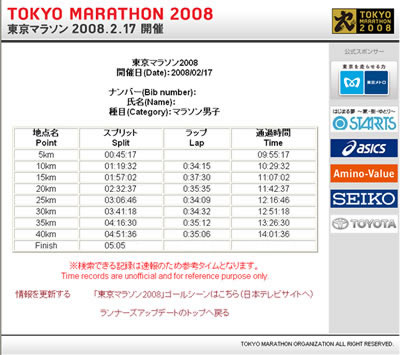 TOKYO MARATHON 2008
東京マラソン 2008.2.17 開催
TOKYO
MARATHON
2008
公式スポンサー
東京マラソン2008
開催日(Date): 2008/02/17
ナンバー(Bib number):
氏名(Name):
種目(Category): マラソン男子
地点名 スプリット ラップ 通過時間
Point Split Lap Time
5km 00:45:17 09:55:17
10km 01:19:32 0:34:15 10:29:32
15km 01:57:02 0:37:30 11:07:02
20km 02:32:37 0:35:35 11:42:37
25km 03:06:46 0:34:09 12:16:46
30km 03:41:18 0:34:32 12:51:18
35km 04:16:30 0:35:12 13:26:30
40km 04:51:36 0:35:06 14:01:36
Finish 05:05
※検索できる記録は速報のため参考タイムとなります。
Time records are unofficial and for reference purpose only.
情報を更新する 「東京マラソン2008」ゴールシーンはこちら(日本テレビサイトへ)
ランナーズアップデートのトップへ戻る
東京を走らせる力
東京メトロ
STARTS
asics
Amino-Value
SEIKO
TOYOTA
TOKYO MARATHON ORGANIZATION ALL RIGHT RESERVED.